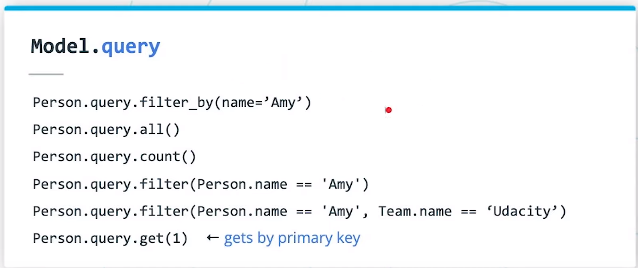 Model.query
Person.query.filter_by(name=’Amy’)
Person.query.all()
Person.query.count()
Person.query.filter(Person.name == 'Amy')
Person.query.filter(Person.name == 'Amy', Team.name == ‘Udacity’)
Person.query.get(1) ← gets by primary key